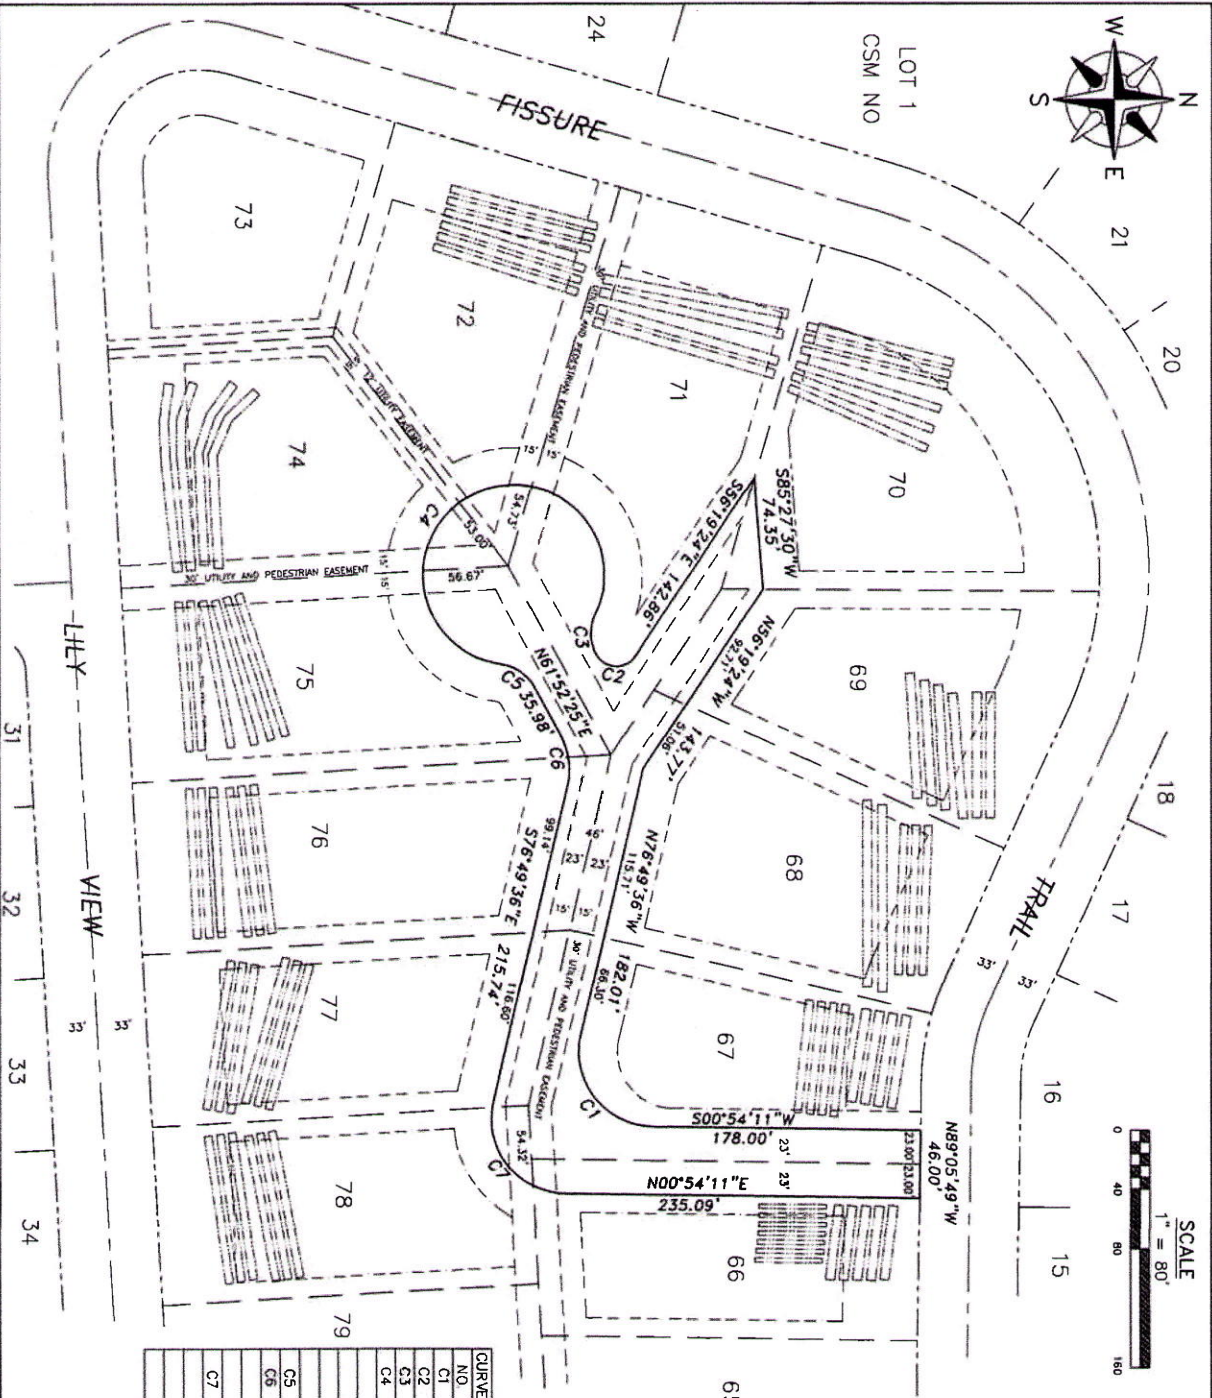 N
W
E
S
LOT 1
CSM NO
24
21
20
18
17
16
15
SCALE
1" = 80'
0 40 80 160
FISSURE
TRAIL
33'
33'
73
72
71
70
69
68
67
66
30' UTILITY AND PEDESTRIAN EASEMENT
15' 15'
12' UTILITY EASEMENT
S85°27'30"W
74.35'
S56°19'24"E 142.86'
N56°19'24"W
92.71'
143.77'
51.06'
N76°49'36"W
115.71'
182.01'
66.30'
C1
S00°54'11"W
178.00'
23' 23'
N00°54'11"E
235.09'
23.00' 23.00'
N89°05'49"W
46.00'
C2
C3
C4
54.73'
53.00'
56.67'
15' 15'
30' UTILITY AND PEDESTRIAN EASEMENT
N61°52'25"E
C5 35.98'
C6
46'
23' 23'
15' 15'
30' UTILITY AND PEDESTRIAN EASEMENT
99.14'
S76°49'36"E
215.74'
116.60'
54.32'
C7
74
75
76
77
78
79
LILY
VIEW
33'
33'
31
32
33
34
CURVE
NO.
C1
C2
C3
C4
C5
C6
C7